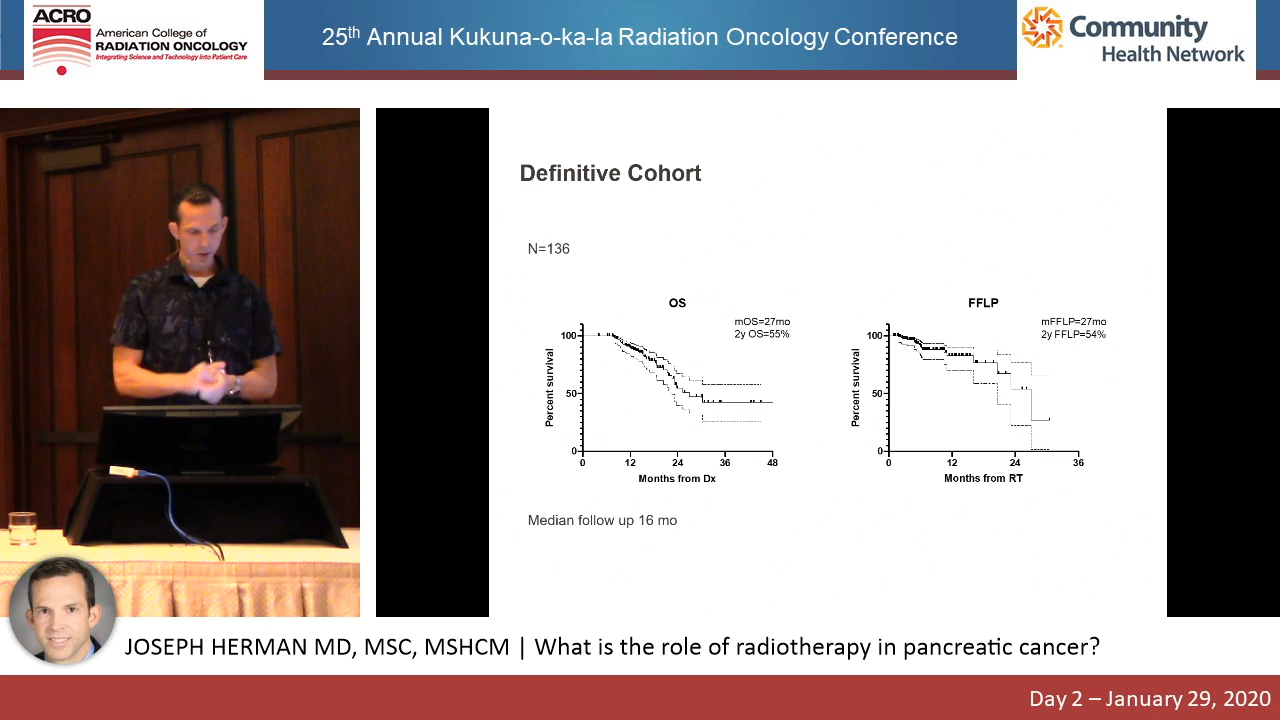 ACRO
American College of
RADIATION ONCOLOGY
Integrating Science and Technology Into Patient Care
25th Annual Kukuna-o-ka-la Radiation Oncology Conference
Community
Health Network
Definitive Cohort
N=136
OS
mOS=27mo
2y OS=55%
Percent survival
100
50
0
0 12 24 36 48
Months from Dx
FFLP
mFFLP=27mo
2y FFLP=54%
Percent survival
100
50
0
0 12 24 36
Months from RT
Median follow up 16 mo
JOSEPH HERMAN MD, MSC, MSHCM | What is the role of radiotherapy in pancreatic cancer?
Day 2 – January 29, 2020